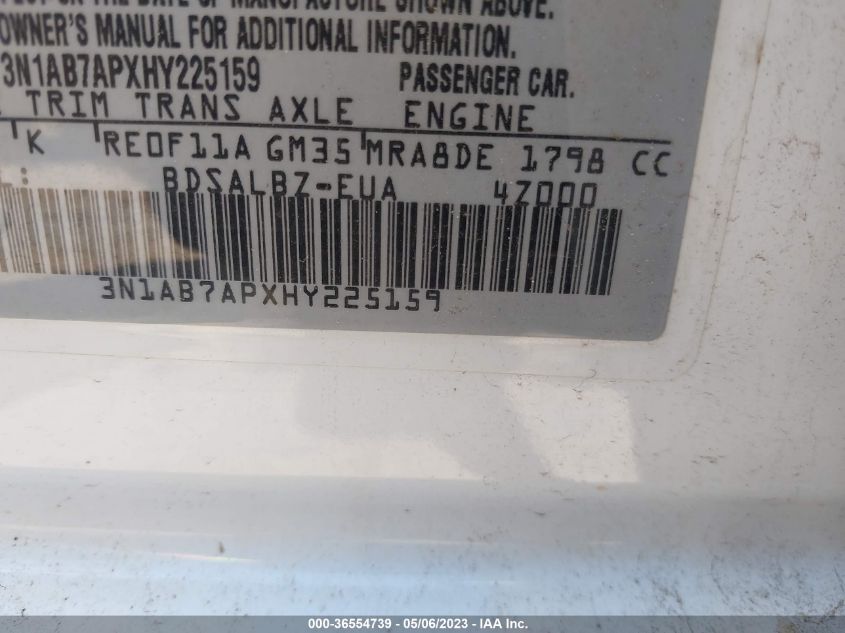 OWNER'S MANUAL FOR ADDITIONAL INFORMATION.
3N1AB7APXHY225159 PASSENGER CAR.
TRIM TRANS AXLE ENGINE
K RE0F11A GM35 MRA8DE 1798 CC
BDSALBZ-EUA 4Z000
3N1AB7APXHY225159
000-36554739 - 05/06/2023 - IAA Inc.